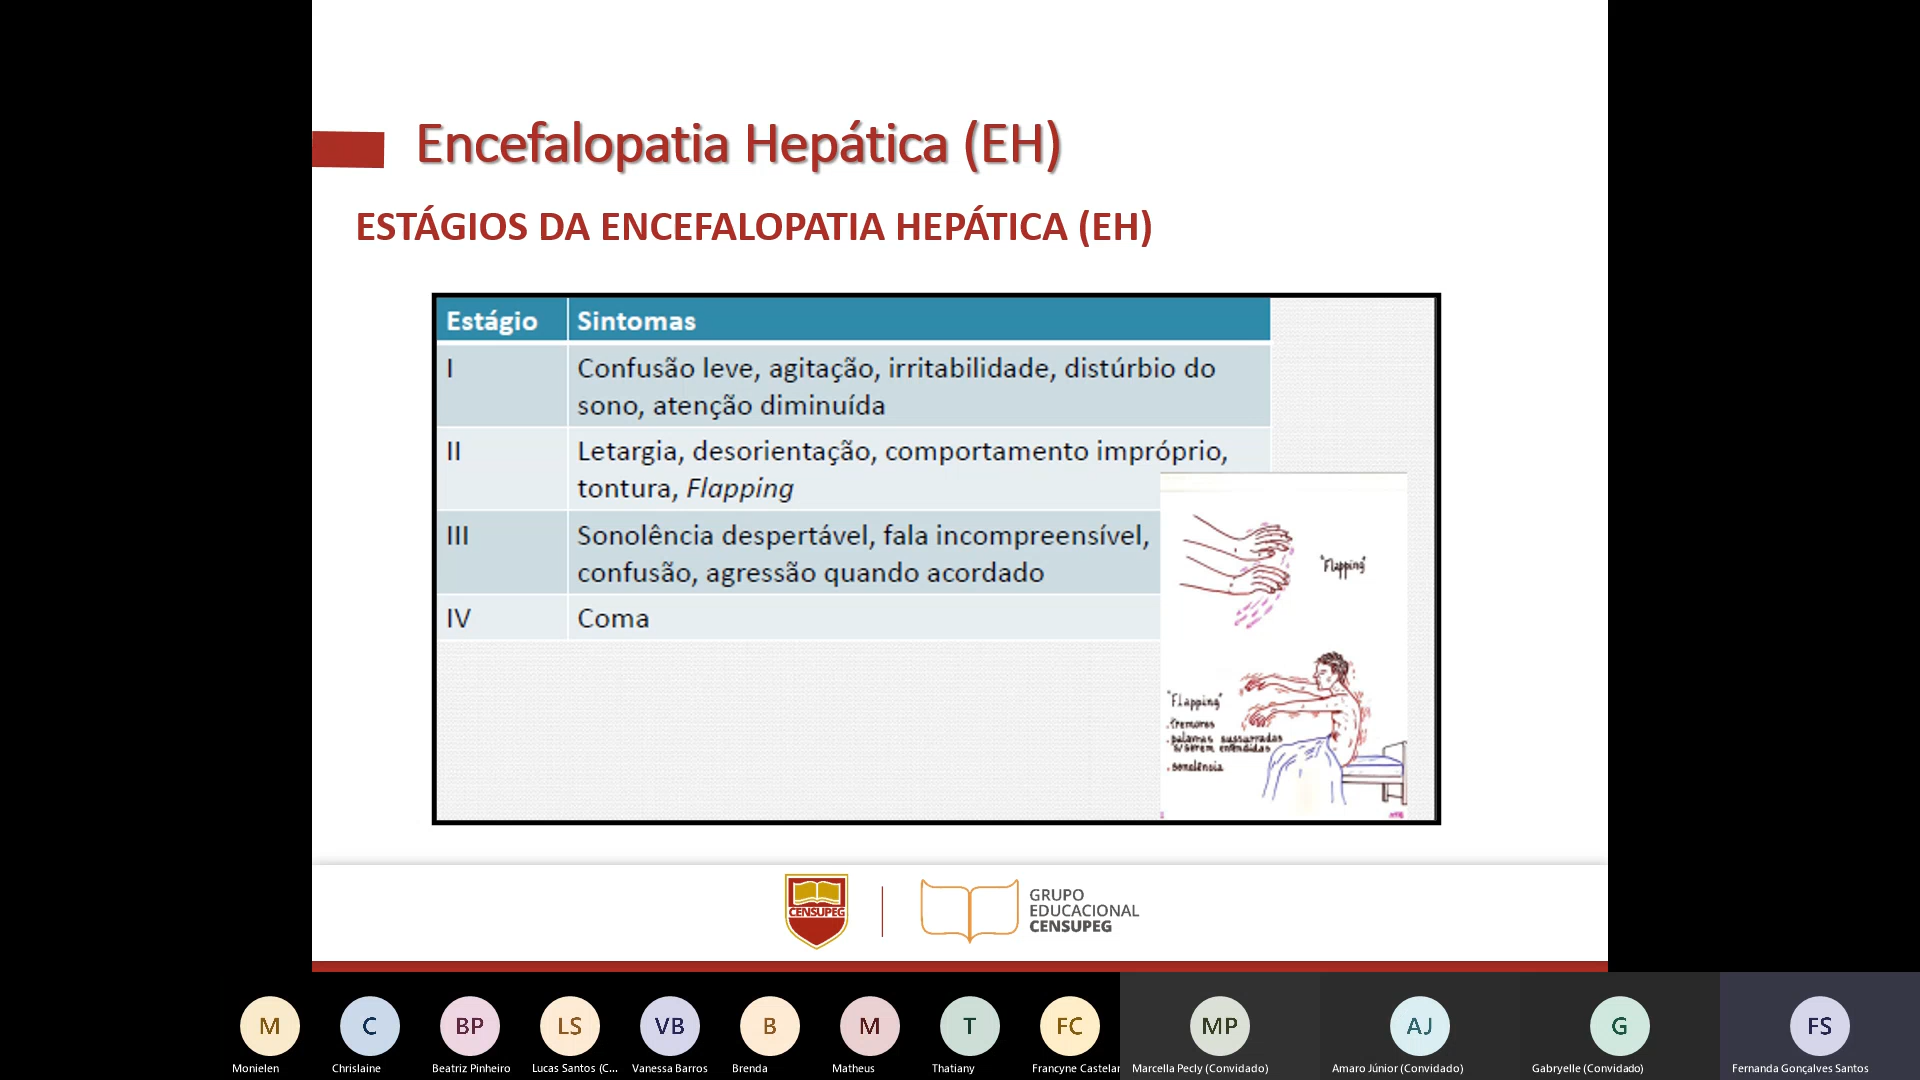 Encefalopatia Hepática (EH)
ESTÁGIOS DA ENCEFALOPATIA HEPÁTICA (EH)
Estágio Sintomas
I Confusão leve, agitação, irritabilidade, distúrbio do
sono, atenção diminuída
II Letargia, desorientação, comportamento impróprio,
tontura, Flapping
III Sonolência despertável, fala incompreensível,
confusão, agressão quando acordado
IV Coma
"Flapping"
"Flapping"
. tremores
. palavras sussurradas
s/serem entendidas
. sonolência
CENSUPEG
GRUPO
EDUCACIONAL
CENSUPEG
M C BP LS VB B M T FC MP AJ G FS
Monielen Chrislaine Beatriz Pinheiro Lucas Santos (C... Vanessa Barros Brenda Matheus Thatiany Francyne Castelar Marcella Pecly (Convidado) Amaro Júnior (Convidado) Gabryelle (Convidado) Fernanda Gonçalves Santos